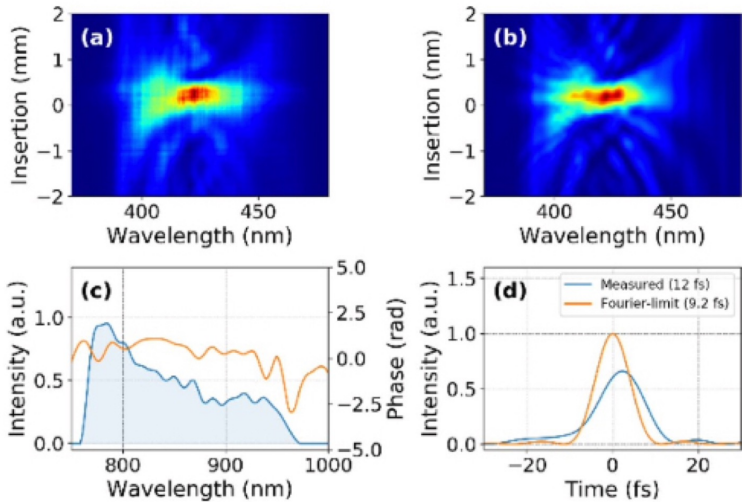 (a)
2
1
0
−1
−2
Insertion (mm)
400
450
Wavelength (nm)
(b)
2
1
0
−1
−2
Insertion (nm)
400
450
Wavelength (nm)
(c)
1.0
0.5
0.0
Intensity (a.u.)
5.0
2.5
0.0
−2.5
−5.0
Phase (rad)
800
900
1000
Wavelength (nm)
(d)
Measured (12 fs)
Fourier-limit (9.2 fs)
1.5
1.0
0.5
0.0
Intensity (a.u.)
−20
0
20
Time (fs)